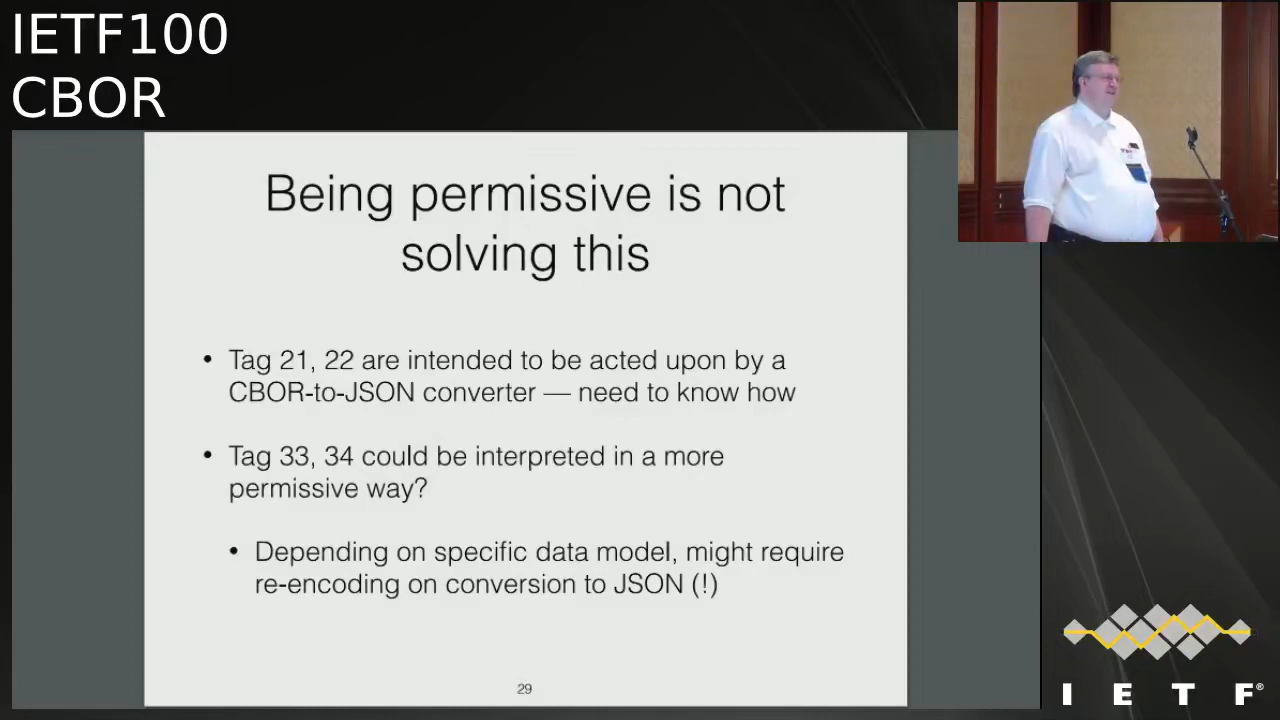 IETF100
CBOR
Being permissive is not
solving this
• Tag 21, 22 are intended to be acted upon by a
CBOR-to-JSON converter — need to know how
• Tag 33, 34 could be interpreted in a more
permissive way?
• Depending on specific data model, might require
re-encoding on conversion to JSON (!)
29
I E T F®